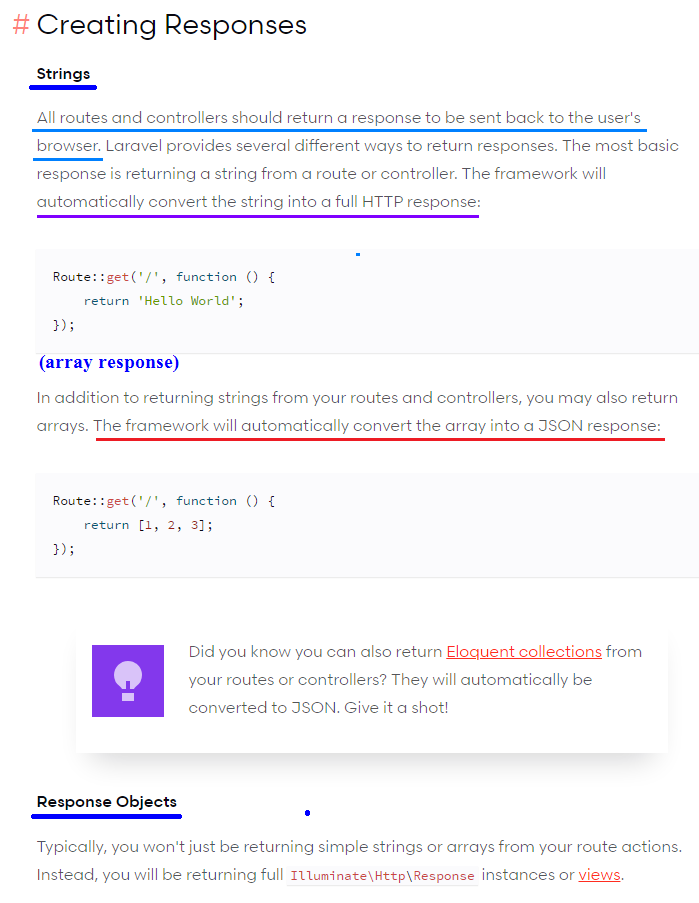 # Creating Responses
Strings
All routes and controllers should return a response to be sent back to the user's
browser. Laravel provides several different ways to return responses. The most basic
response is returning a string from a route or controller. The framework will
automatically convert the string into a full HTTP response:
Route::get('/', function () {
    return 'Hello World';
});
(array response)
In addition to returning strings from your routes and controllers, you may also return
arrays. The framework will automatically convert the array into a JSON response:
Route::get('/', function () {
    return [1, 2, 3];
});
Did you know you can also return Eloquent collections from
your routes or controllers? They will automatically be
converted to JSON. Give it a shot!
Response Objects
Typically, you won't just be returning simple strings or arrays from your route actions.
Instead, you will be returning full Illuminate\Http\Response instances or views.